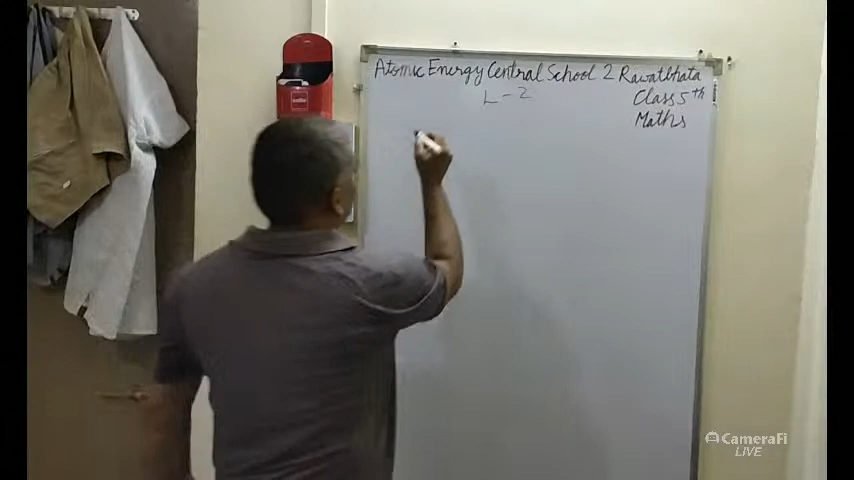 Atomic Energy Central School 2 Rawatbhata
L - 2
Class 5th
Maths
CameraFi
LIVE